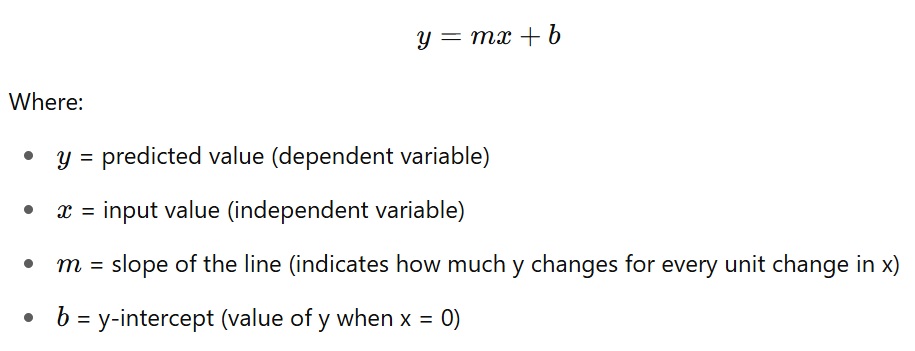 y = mx + b
Where:
• y = predicted value (dependent variable)
• x = input value (independent variable)
• m = slope of the line (indicates how much y changes for every unit change in x)
• b = y-intercept (value of y when x = 0)